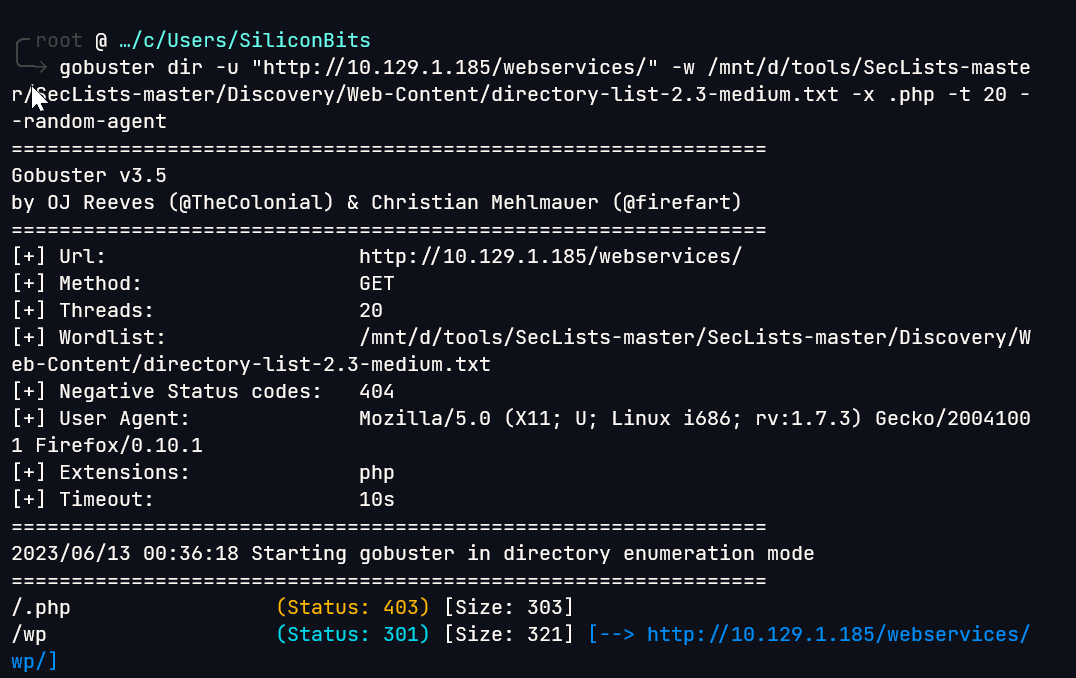 root @ …/c/Users/SiliconBits
gobuster dir -u "http://10.129.1.185/webservices/" -w /mnt/d/tools/SecLists-maste
r/SecLists-master/Discovery/Web-Content/directory-list-2.3-medium.txt -x .php -t 20 -
-random-agent
===============================================================
Gobuster v3.5
by OJ Reeves (@TheColonial) & Christian Mehlmauer (@firefart)
===============================================================
[+] Url:                     http://10.129.1.185/webservices/
[+] Method:                  GET
[+] Threads:                 20
[+] Wordlist:                /mnt/d/tools/SecLists-master/SecLists-master/Discovery/W
eb-Content/directory-list-2.3-medium.txt
[+] Negative Status codes:   404
[+] User Agent:              Mozilla/5.0 (X11; U; Linux i686; rv:1.7.3) Gecko/2004100
1 Firefox/0.10.1
[+] Extensions:              php
[+] Timeout:                 10s
===============================================================
2023/06/13 00:36:18 Starting gobuster in directory enumeration mode
===============================================================
/.php                 (Status: 403) [Size: 303]
/wp                   (Status: 301) [Size: 321] [--> http://10.129.1.185/webservices/
wp/]